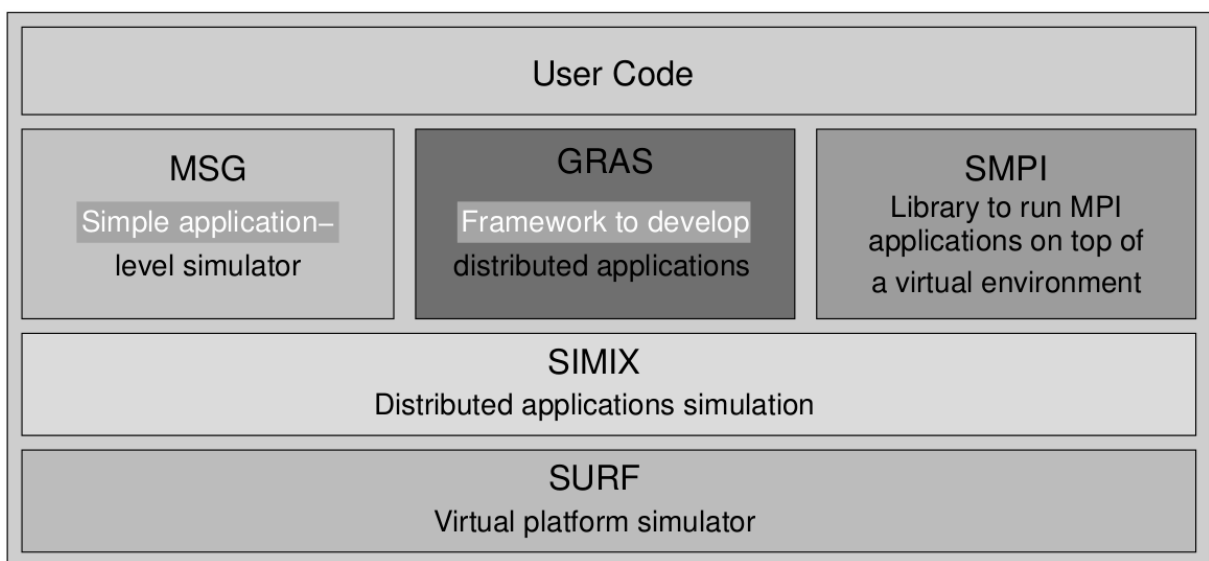 User Code
MSG
Simple application–
level simulator
GRAS
Framework to develop
distributed applications
SMPI
Library to run MPI
applications on top of
a virtual environment
SIMIX
Distributed applications simulation
SURF
Virtual platform simulator